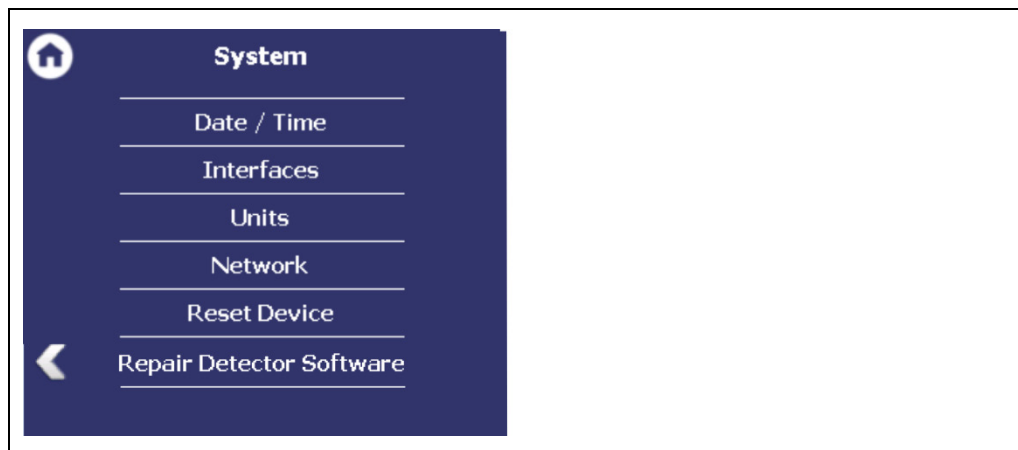 System
Date / Time
Interfaces
Units
Network
Reset Device
Repair Detector Software